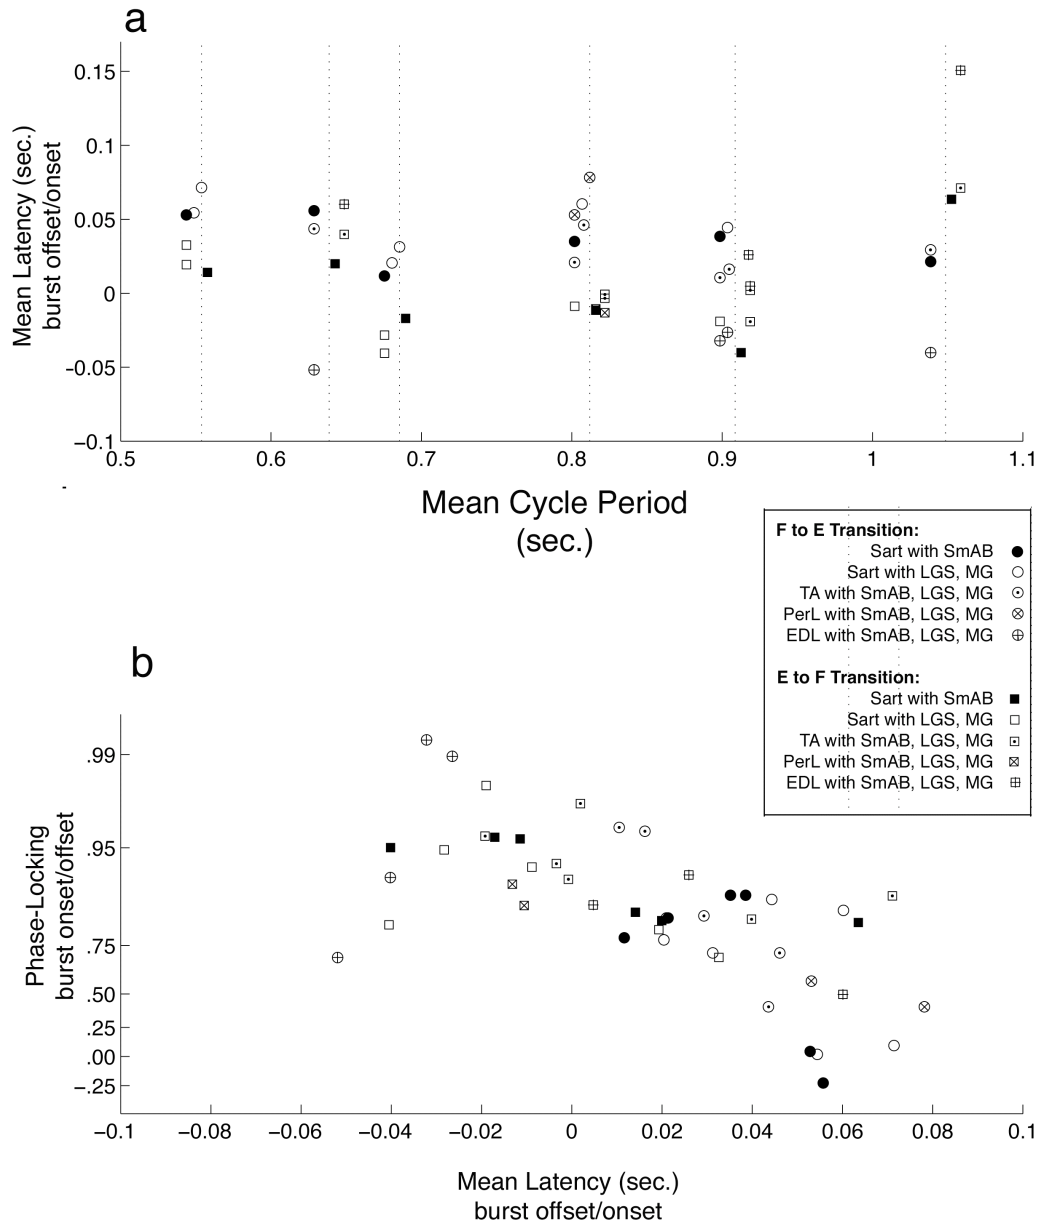 a
0.15
0.1
0.05
0
−0.05
−0.1
Mean Latency (sec.)
burst offset/onset
0.5 0.6 0.7 0.8 0.9 1 1.1
Mean Cycle Period
(sec.)
F to E Transition:
Sart with SmAB
Sart with LGS, MG
TA with SmAB, LGS, MG
PerL with SmAB, LGS, MG
EDL with SmAB, LGS, MG
E to F Transition:
Sart with SmAB
Sart with LGS, MG
TA with SmAB, LGS, MG
PerL with SmAB, LGS, MG
EDL with SmAB, LGS, MG
b
.99
.95
.75
.50
.25
.00
−.25
Phase-Locking
burst onset/offset
−0.1 −0.08 −0.06 −0.04 −0.02 0 0.02 0.04 0.06 0.08 0.1
Mean Latency (sec.)
burst offset/onset